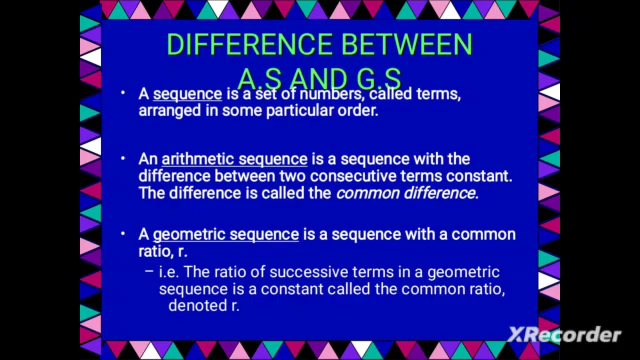 DIFFERENCE BETWEEN
A.S AND G.S
• A sequence is a set of numbers, called terms,
arranged in some particular order.
• An arithmetic sequence is a sequence with the
difference between two consecutive terms constant.
The difference is called the common difference.
• A geometric sequence is a sequence with a common
ratio, r.
– i.e. The ratio of successive terms in a geometric
sequence is a constant called the common ratio,
denoted r.
XRecorder